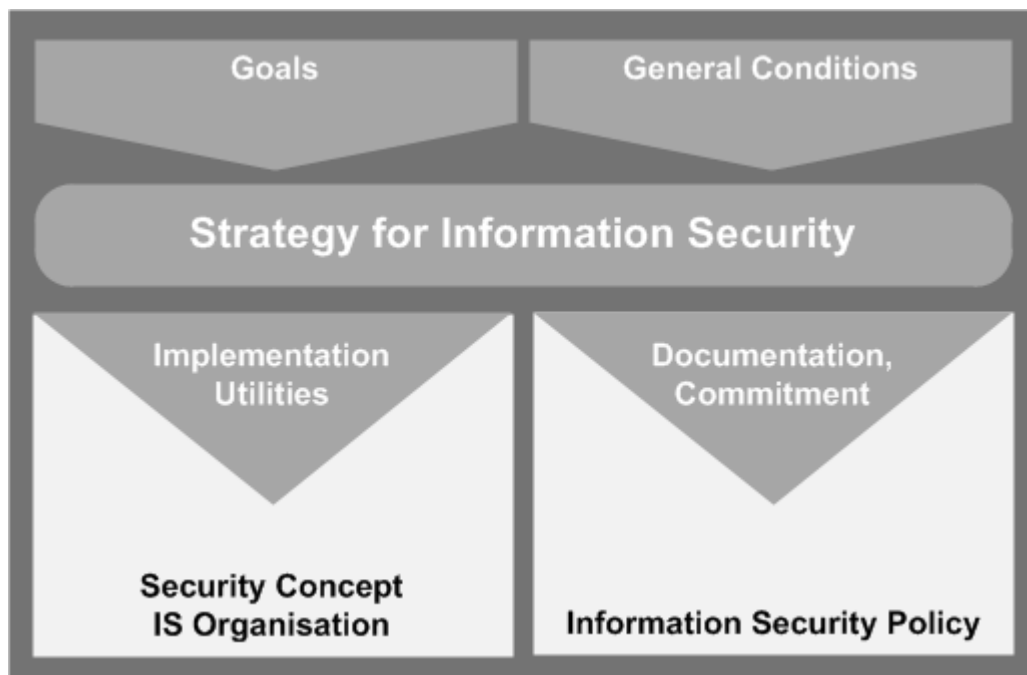 Goals
General Conditions
Strategy for Information Security
Implementation
Utilities
Documentation,
Commitment
Security Concept
IS Organisation
Information Security Policy